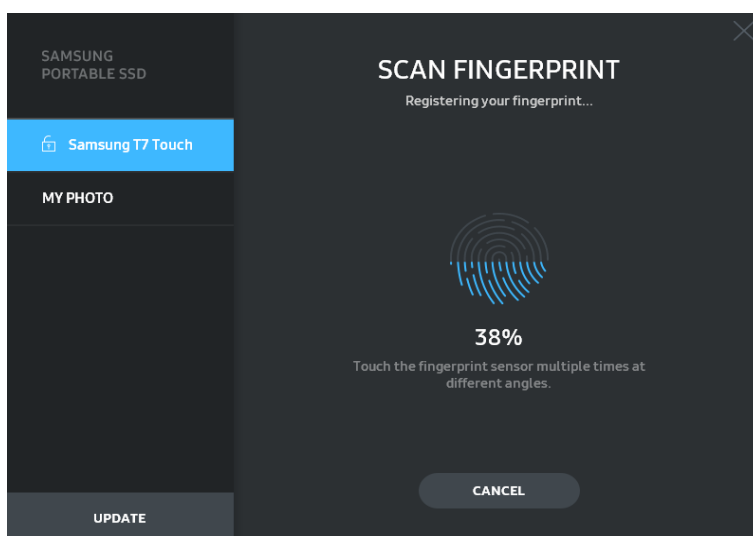 SAMSUNG
PORTABLE SSD
Samsung T7 Touch
MY PHOTO
UPDATE
SCAN FINGERPRINT
Registering your fingerprint...
38%
Touch the fingerprint sensor multiple times at
different angles.
CANCEL